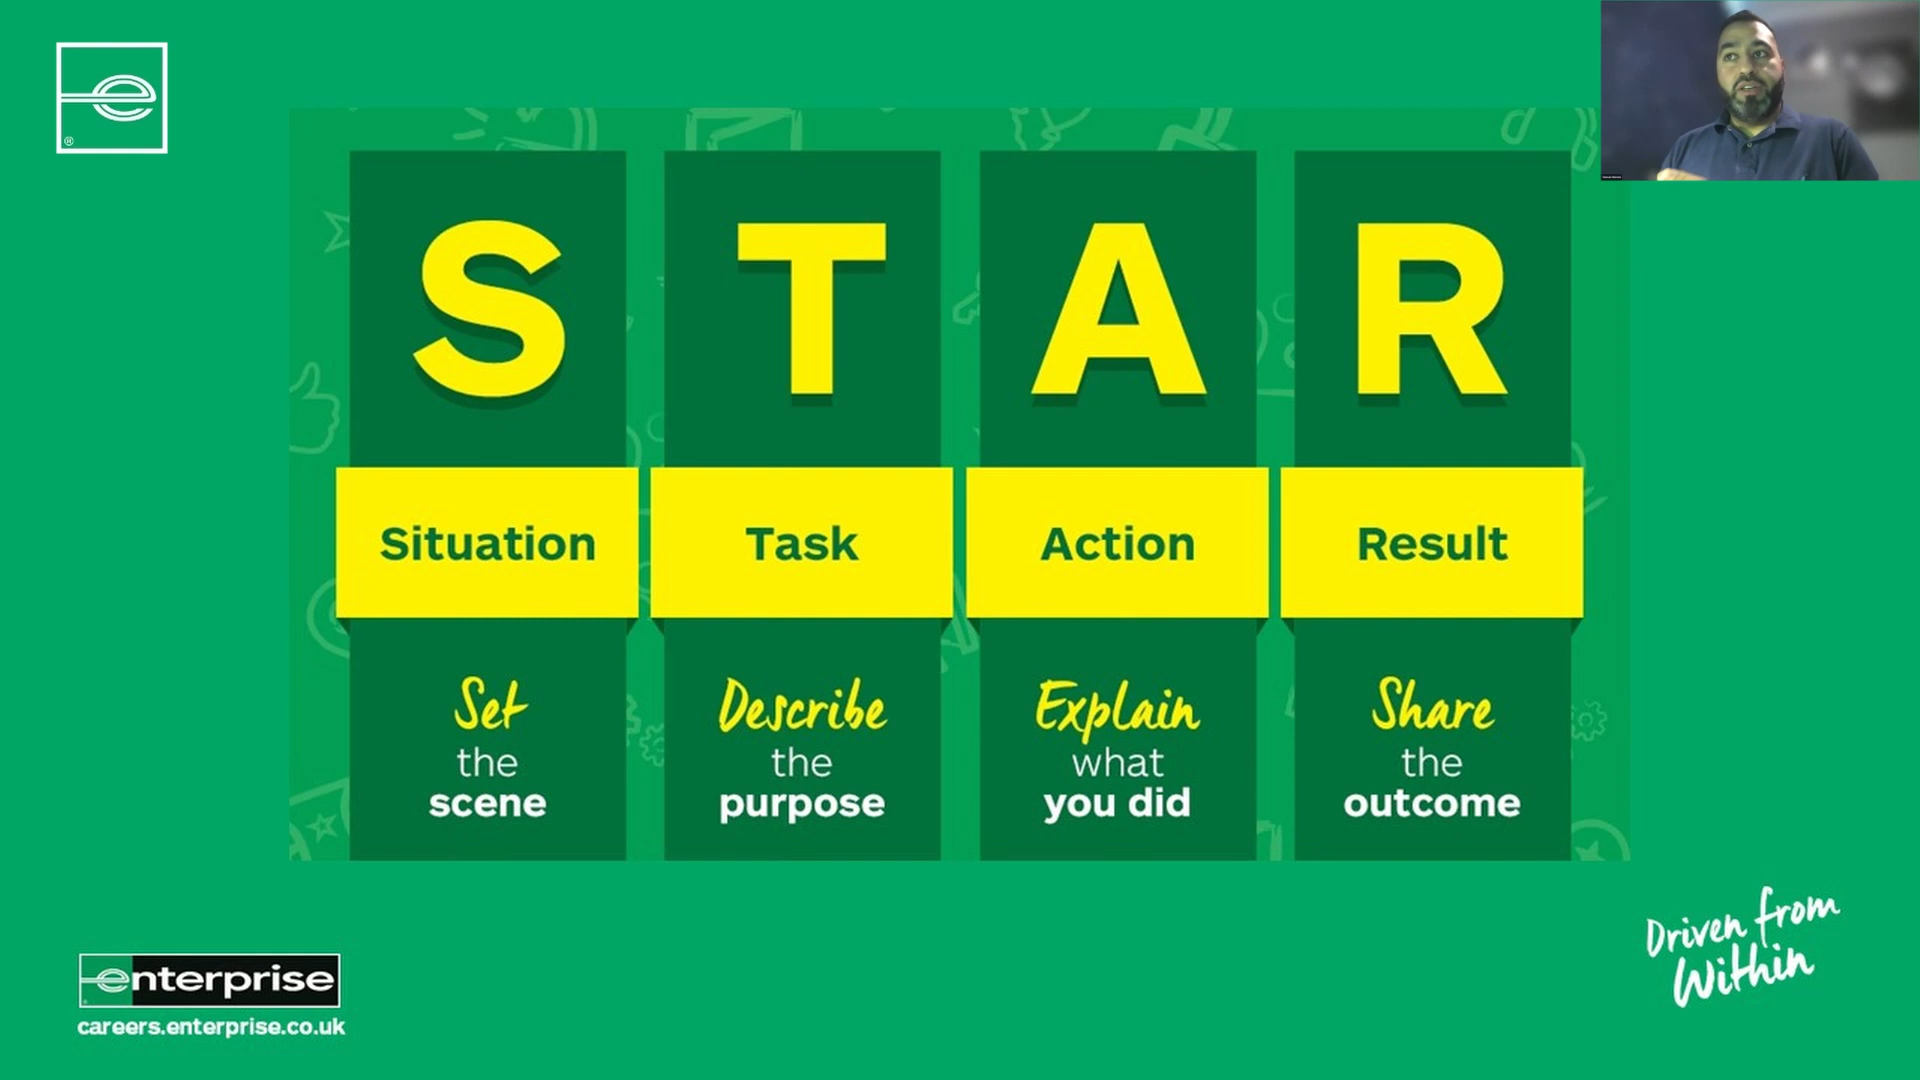 S T A R
Situation Task Action Result
Set Describe Explain Share
the the what the
scene purpose you did outcome
Driven from
Within
enterprise
careers.enterprise.co.uk